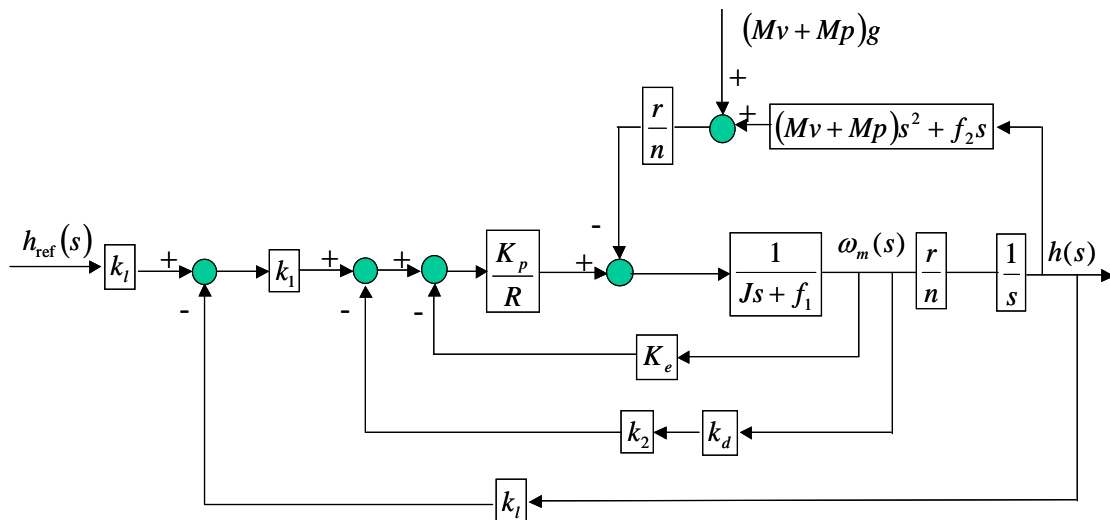 (Mv + Mp)g
+
+
r/n
(Mv + Mp)s² + f₂s
-
h_ref(s)
k_l
+
-
k₁
+
-
+
-
K_p/R
+
1/(Js + f₁)
ω_m(s)
r/n
1/s
h(s)
K_e
k₂
k_d
k_l